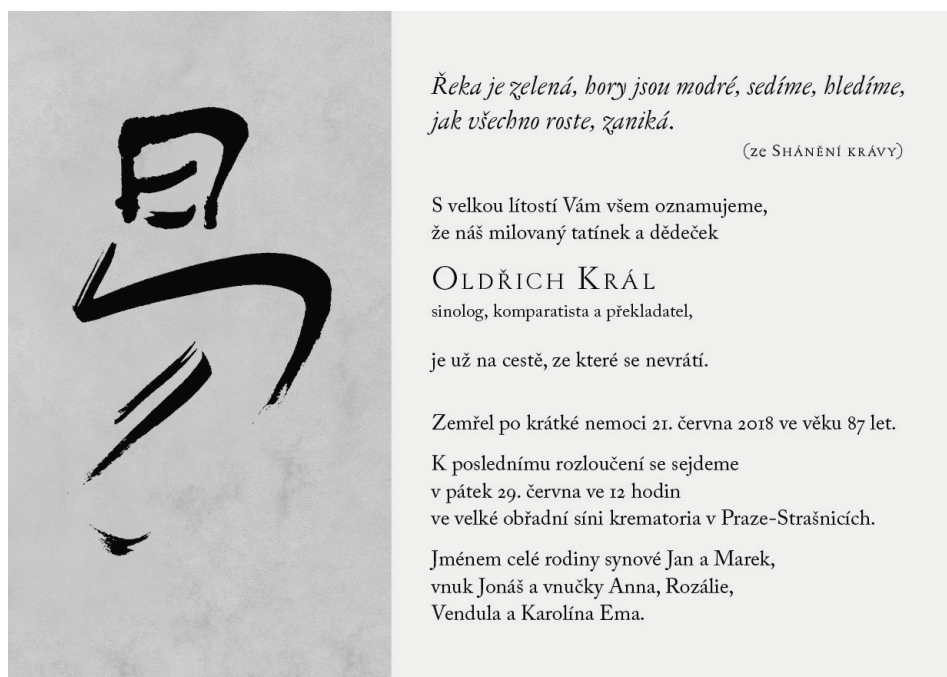 易
Řeka je zelená, hory jsou modré, sedíme, hledíme,
jak všechno roste, zaniká.
(ze Shánění krávy)
S velkou lítostí Vám všem oznamujeme,
že náš milovaný tatínek a dědeček
Oldřich Král
sinolog, komparatista a překladatel,
je už na cestě, ze které se nevrátí.
Zemřel po krátké nemoci 21. června 2018 ve věku 87 let.
K poslednímu rozloučení se sejdeme
v pátek 29. června ve 12 hodin
ve velké obřadní síni krematoria v Praze-Strašnicích.
Jménem celé rodiny synové Jan a Marek,
vnuk Jonáš a vnučky Anna, Rozálie,
Vendula a Karolína Ema.